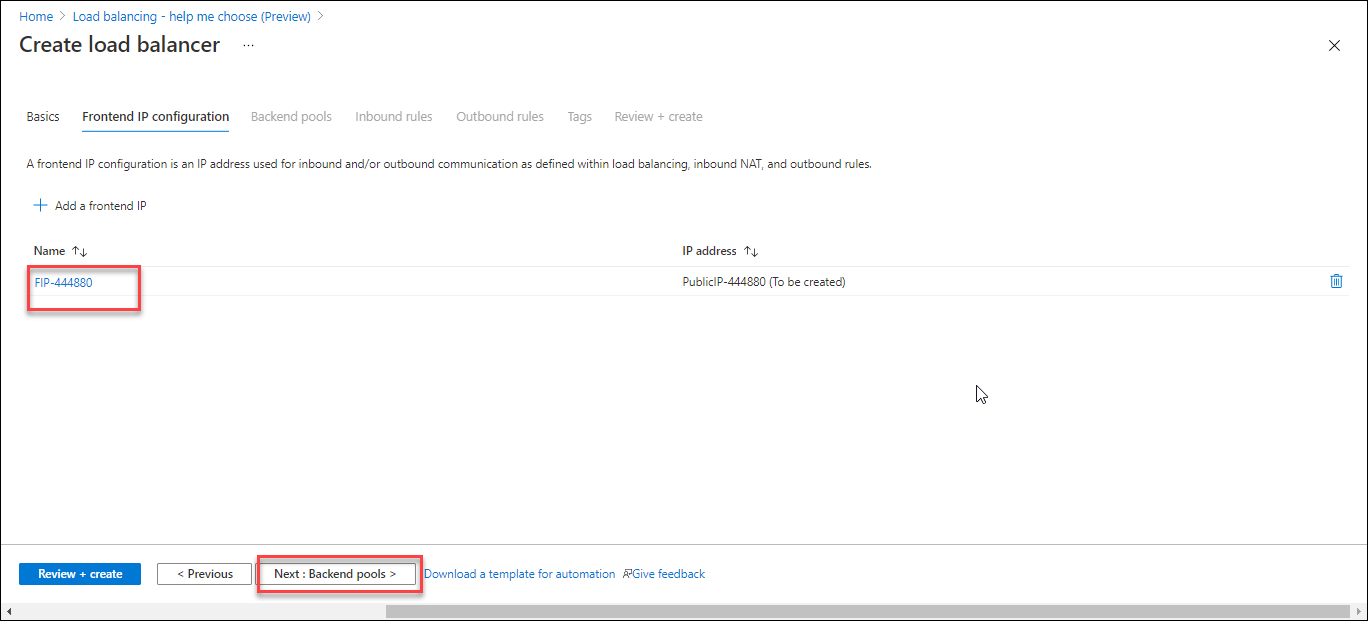 Home > Load balancing - help me choose (Preview) >
Create load balancer ...
Basics Frontend IP configuration Backend pools Inbound rules Outbound rules Tags Review + create
A frontend IP configuration is an IP address used for inbound and/or outbound communication as defined within load balancing, inbound NAT, and outbound rules.
+ Add a frontend IP
Name ↑↓ IP address ↑↓
FIP-444880 PublicIP-444880 (To be created)
Review + create < Previous Next : Backend pools > Download a template for automation Give feedback